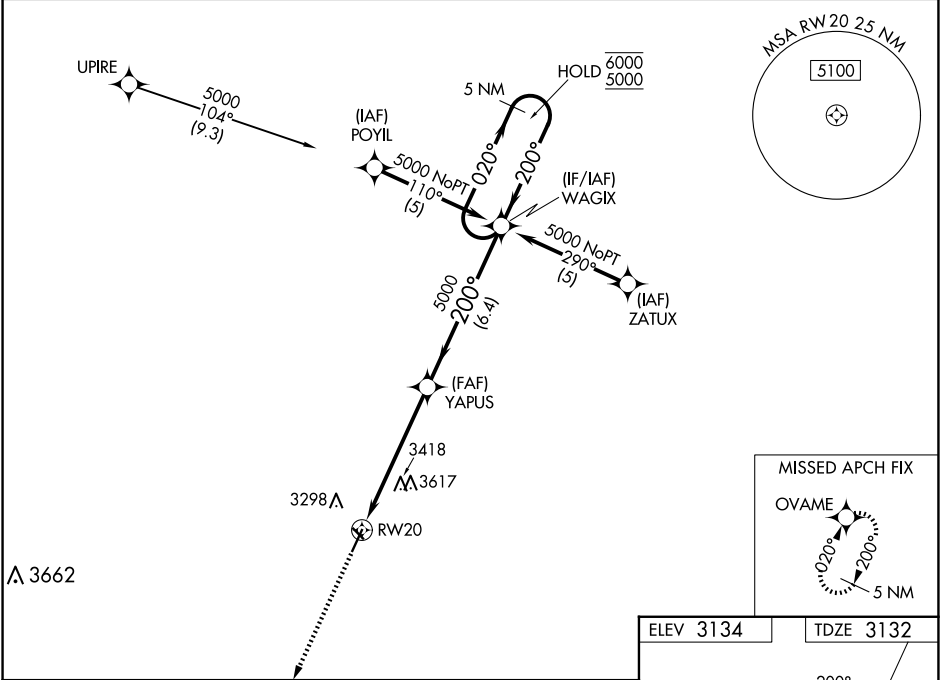 MSA RW20 25 NM
5100
UPIRE
5000
104°
(9.3)
(IAF)
POYIL
5000 NoPT
110°
(5)
5 NM
HOLD 6000
5000
020°
200°
(IF/IAF)
WAGIX
5000 NoPT
290°
(5)
(IAF)
ZATUX
5000
200°
(6.4)
(FAF)
YAPUS
3418
3617
3298
RW20
3662
MISSED APCH FIX
OVAME
020°
200°
5 NM
ELEV 3134
TDZE 3132